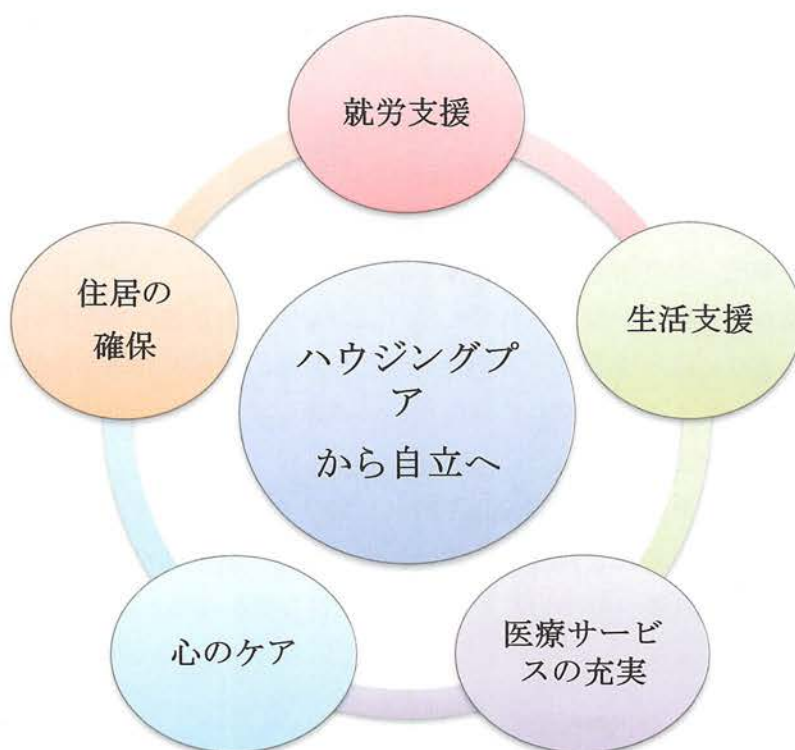 就労支援
住居の
確保
生活支援
ハウジングプ
ア
から自立へ
心のケア
医療サービ
スの充実